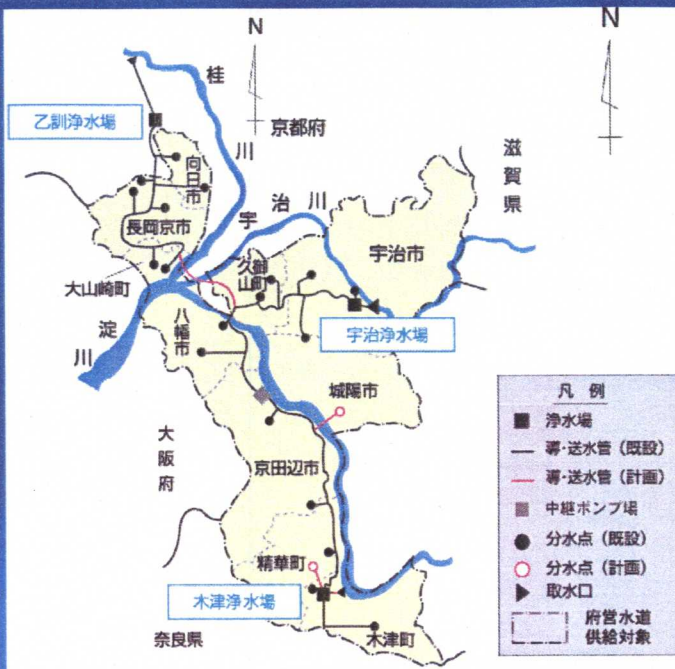 N
N
桂川
京都府
滋賀県
乙訓浄水場
向日市
長岡京市
宇治川
宇治市
久御山町
大山崎町
淀川
八幡市
宇治浄水場
城陽市
大阪府
京田辺市
精華町
木津浄水場
木津町
奈良県
凡例
浄水場
導・送水管(既設)
導・送水管(計画)
中継ポンプ場
分水点(既設)
分水点(計画)
取水口
府営水道
供給対象